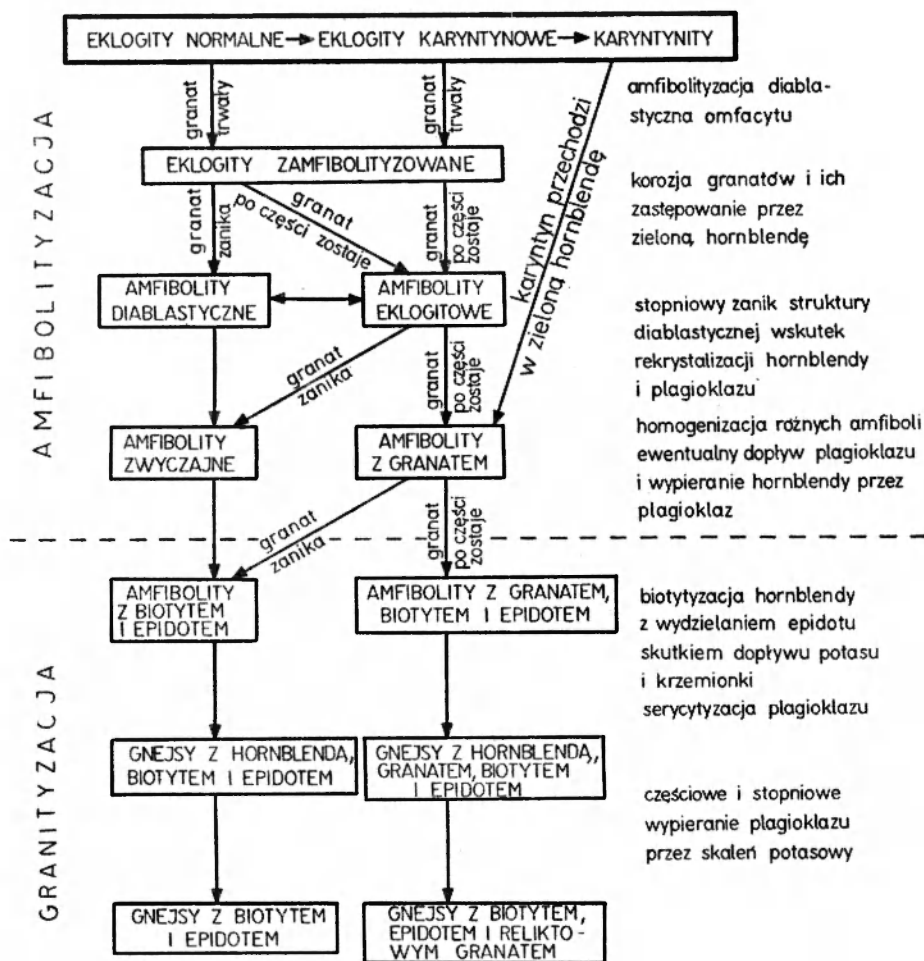 EKLOGITY NORMALNE → EKLOGITY KARYNTYNOWE → KARYNTYNITY
AMFIBOLITYZACJA
granat
trwały
granat
trwały
karyntyn przechodzi
w zieloną hornblendę
amfibolityzacja diabla-
styczna omfacytu
EKLOGITY ZAMFIBOLITYZOWANE
granat
zanika
granat
po części zostaje
granat
po części
zostaje
korozja granatów i ich
zastępowanie przez
zieloną hornblendę
AMFIBOLITY
DIABLASTYCZNE
AMFIBOLITY
EKLOGITOWE
granat
zanika
granat
po części
zostaje
stopniowy zanik struktury
diablastycznej wskutek
rekrystalizacji hornblendy
i plagioklazu
AMFIBOLITY
ZWYCZAJNE
AMFIBOLITY
Z GRANATEM
homogenizacja różnych amfiboli
ewentualny dopływ plagioklazu
i wypieranie hornblendy przez
plagioklaz
granat
zanika
granat
po części
zostaje
GRANITYZACJA
AMFIBOLITY
Z BIOTYTEM
I EPIDOTEM
AMFIBOLITY Z GRANATEM,
BIOTYTEM I EPIDOTEM
biotytyzacja hornblendy
z wydzielaniem epidotu
skutkiem dopływu potasu
i krzemionki
serycytyzacja plagioklazu
GNEJSY Z HORNBLENDĄ,
BIOTYTEM I EPIDOTEM
GNEJSY Z HORNBLENDĄ,
GRANATEM, BIOTYTEM
I EPIDOTEM
częściowe i stopniowe
wypieranie plagioklazu
przez skaleń potasowy
GNEJSY Z BIOTYTEM
I EPIDOTEM
GNEJSY Z BIOTYTEM,
EPIDOTEM I RELIKTO-
WYM GRANATEM